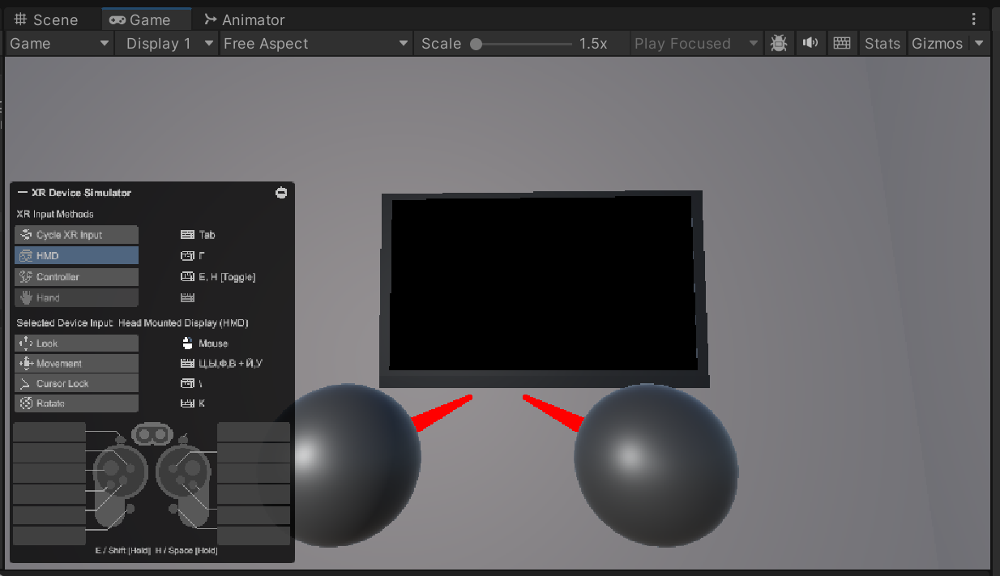 Scene Game Animator
Game Display 1 Free Aspect Scale 1.5x Play Focused Stats Gizmos
XR Device Simulator
XR Input Methods
Cycle XR Input Tab
HMD Г
Controller Е, Н [Toggle]
Hand
Selected Device Input: Head Mounted Display (HMD)
Look Mouse
Movement Ц,Ы,Ф,В + Й,У
Cursor Lock \
Rotate К
Е / Shift [Hold] Н / Space [Hold]